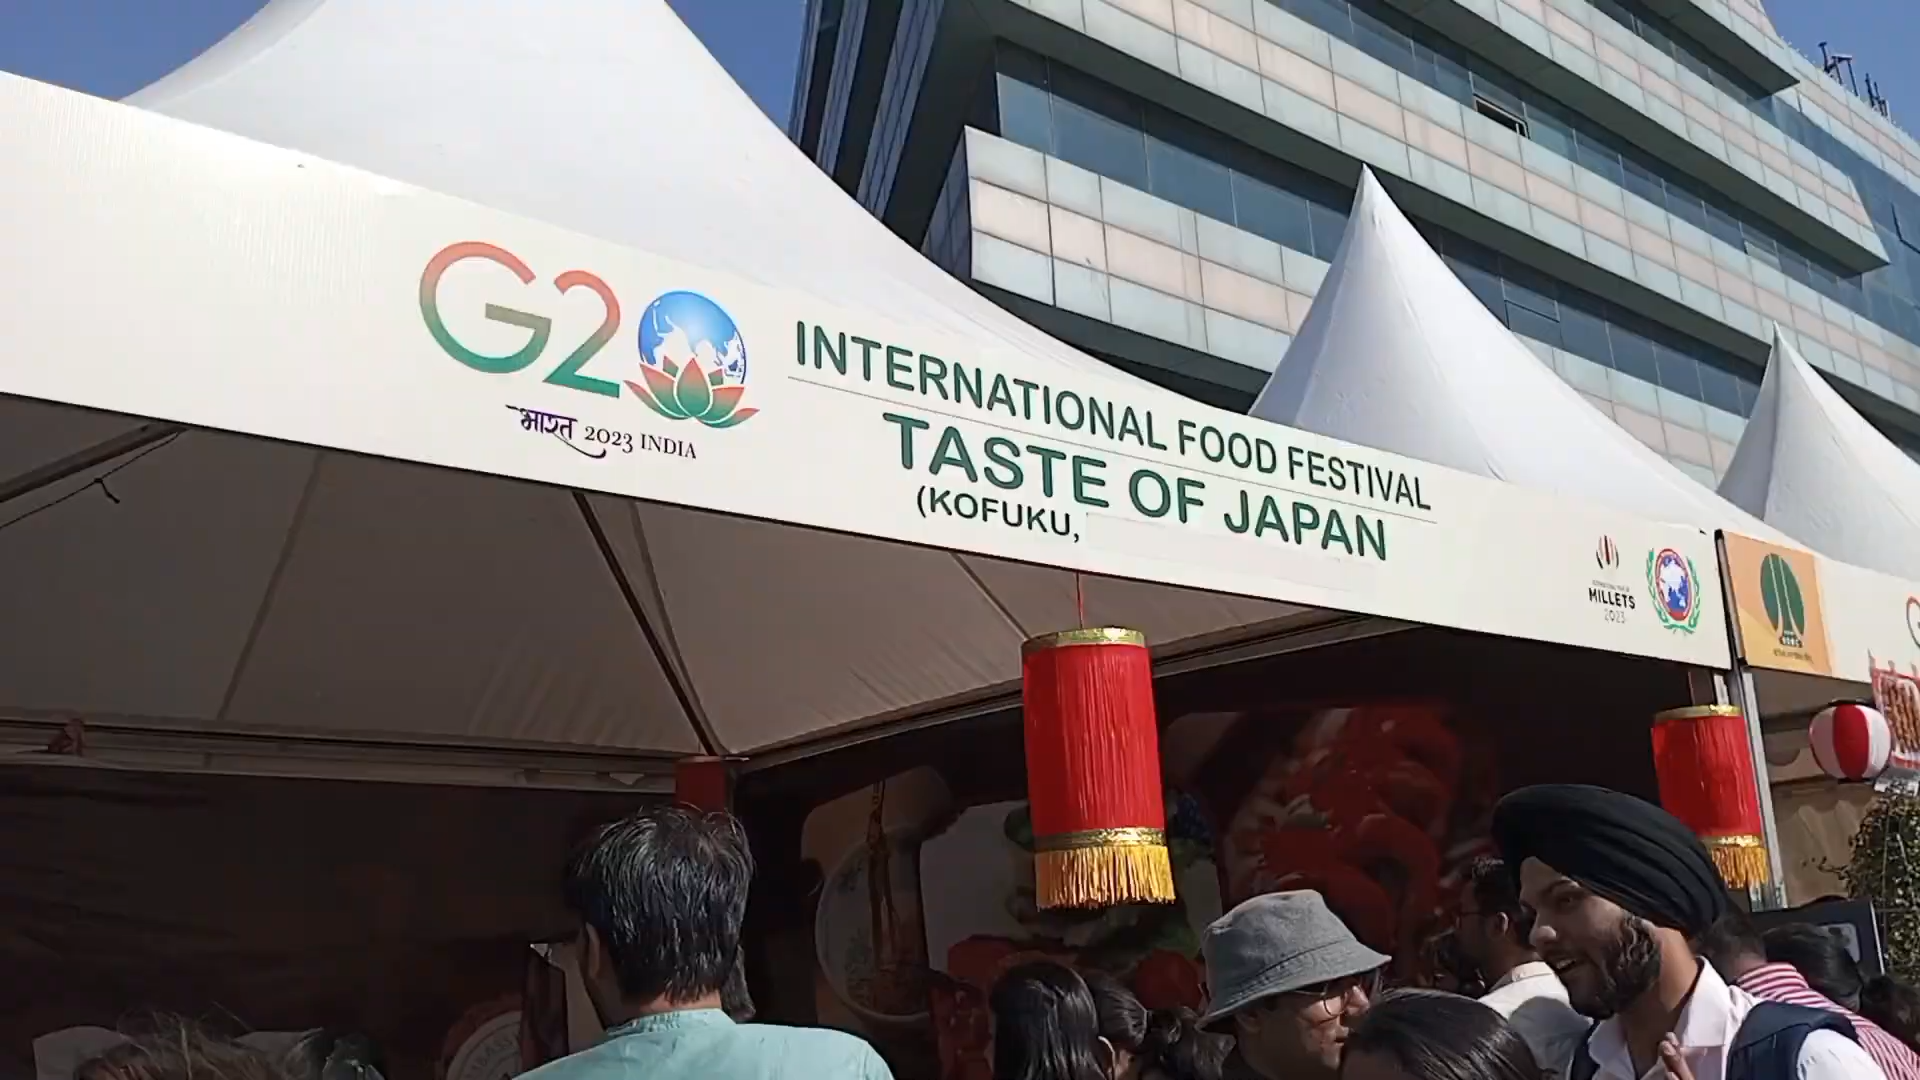 G20
भारत 2023 INDIA
INTERNATIONAL FOOD FESTIVAL
TASTE OF JAPAN
(KOFUKU,
MILLETS
2023